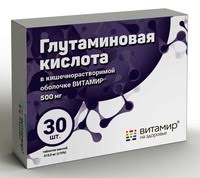 Глутаминовая
кислота
в кишечнорастворимой
оболочке ВИТАМИР
500 мг
30
шт.
ВИТАМИР®
на здоровье